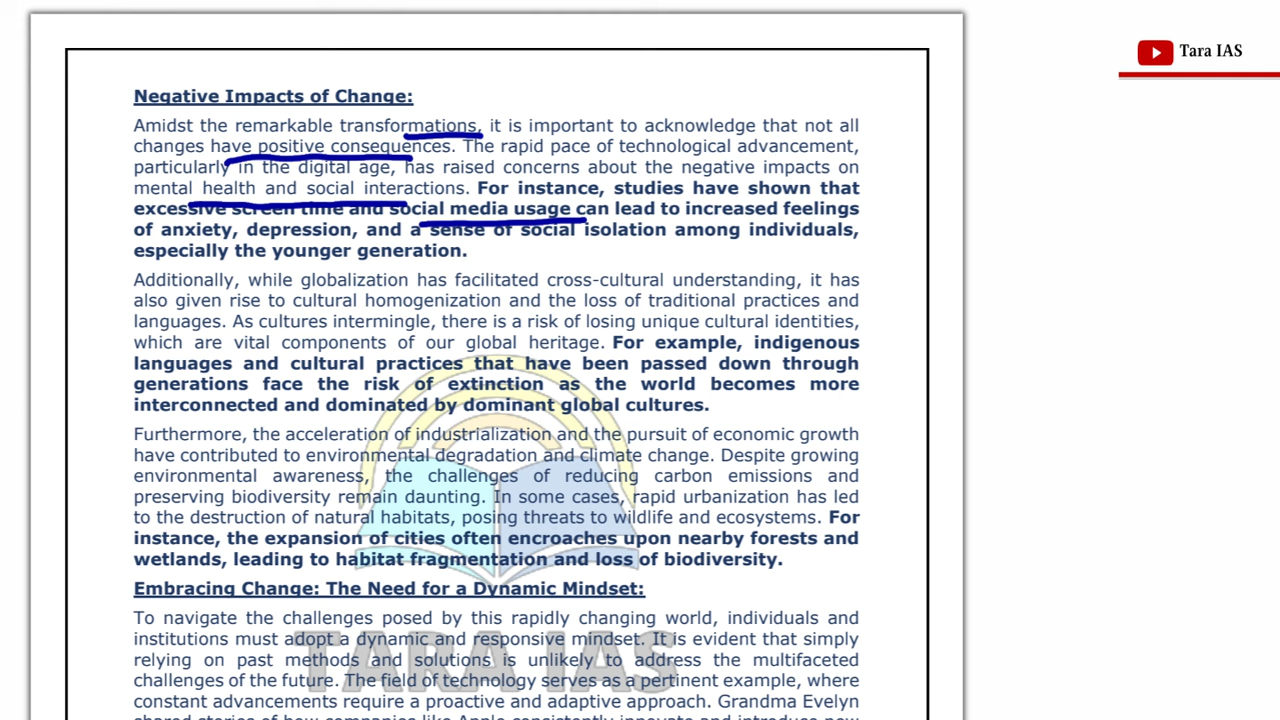 Tara IAS
Negative Impacts of Change:
Amidst the remarkable transformations, it is important to acknowledge that not all
changes have positive consequences. The rapid pace of technological advancement,
particularly in the digital age, has raised concerns about the negative impacts on
mental health and social interactions. For instance, studies have shown that
excessive screen time and social media usage can lead to increased feelings
of anxiety, depression, and a sense of social isolation among individuals,
especially the younger generation.
Additionally, while globalization has facilitated cross-cultural understanding, it has
also given rise to cultural homogenization and the loss of traditional practices and
languages. As cultures intermingle, there is a risk of losing unique cultural identities,
which are vital components of our global heritage. For example, indigenous
languages and cultural practices that have been passed down through
generations face the risk of extinction as the world becomes more
interconnected and dominated by dominant global cultures.
Furthermore, the acceleration of industrialization and the pursuit of economic growth
have contributed to environmental degradation and climate change. Despite growing
environmental awareness, the challenges of reducing carbon emissions and
preserving biodiversity remain daunting. In some cases, rapid urbanization has led
to the destruction of natural habitats, posing threats to wildlife and ecosystems. For
instance, the expansion of cities often encroaches upon nearby forests and
wetlands, leading to habitat fragmentation and loss of biodiversity.
Embracing Change: The Need for a Dynamic Mindset:
To navigate the challenges posed by this rapidly changing world, individuals and
institutions must adopt a dynamic and responsive mindset. It is evident that simply
relying on past methods and solutions is unlikely to address the multifaceted
challenges of the future. The field of technology serves as a pertinent example, where
constant advancements require a proactive and adaptive approach. Grandma Evelyn
shared stories of how companies like Apple consistently innovate and introduce new
TARA IAS